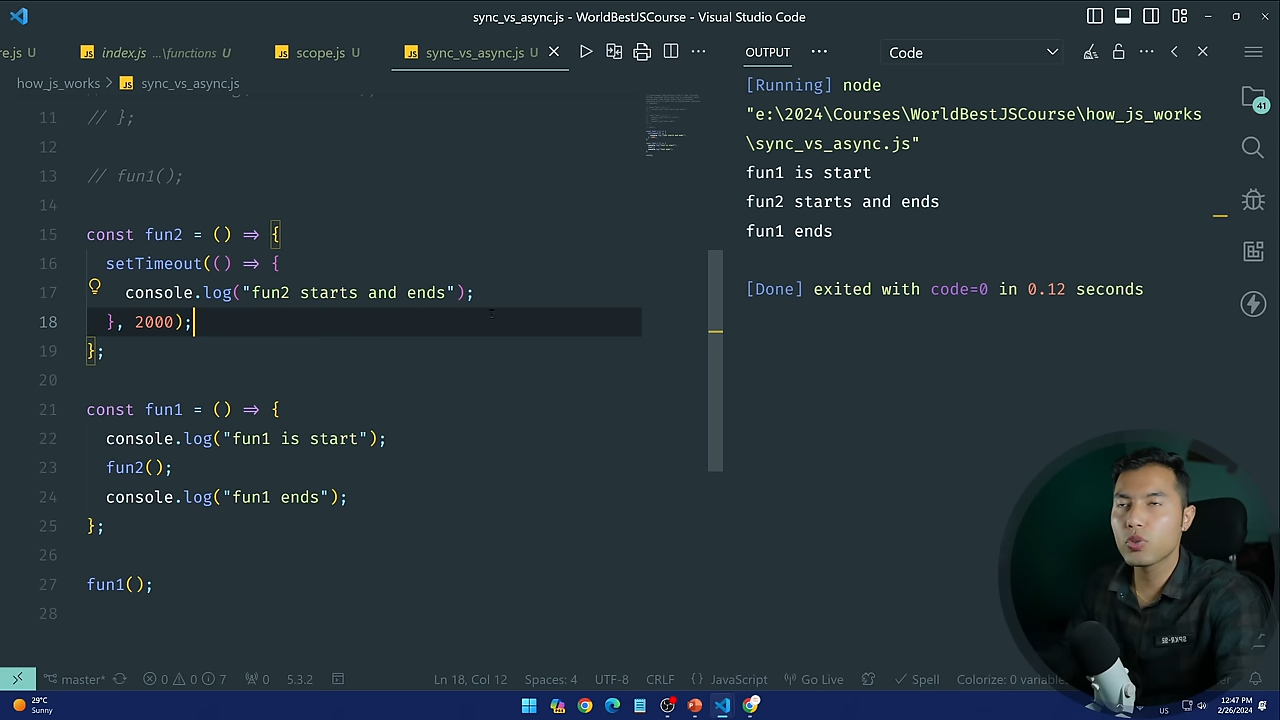 sync_vs_async.js - WorldBestJSCourse - Visual Studio Code
re.js U
JS index.js ...\functions U
JS scope.js U
JS sync_vs_async.js U
how_js_works > JS sync_vs_async.js
11 // };
12
13 // fun1();
14
15 const fun2 = () => {
16 setTimeout(() => {
17 console.log("fun2 starts and ends");
18 }, 2000);
19 };
20
21 const fun1 = () => {
22 console.log("fun1 is start");
23 fun2();
24 console.log("fun1 ends");
25 };
26
27 fun1();
28
OUTPUT
Code
[Running] node
"e:\2024\Courses\WorldBestJSCourse\how_js_works
\sync_vs_async.js"
fun1 is start
fun2 starts and ends
fun1 ends
[Done] exited with code=0 in 0.12 seconds
41
master* 0 0 7 0 5.3.2 Ln 18, Col 12 Spaces: 4 UTF-8 CRLF {} JavaScript Go Live Spell Colorize: 0 variable
29°C
Sunny
US
12:47 PM
2/26/2024